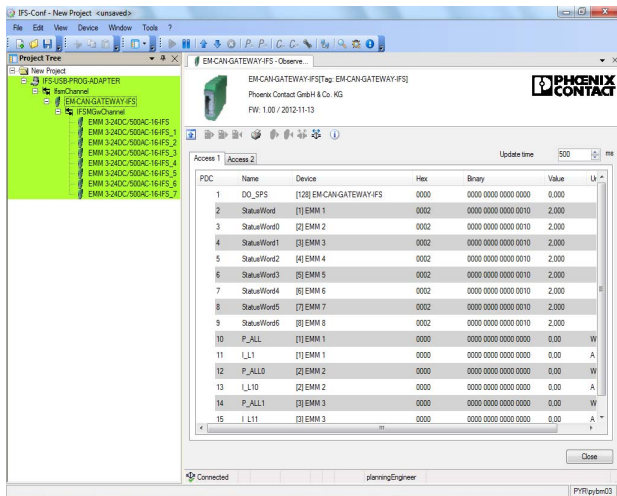 IFS-Conf - New Project <unsaved>
File Edit View Device Window Tools ?
Project Tree
New Project
IFS-USB-PROG-ADAPTER
IfsmChannel
EM-CAN-GATEWAY-IFS
IFSMGwChannel
EMM 3-24DC/500AC-16-IFS
EMM 3-24DC/500AC-16-IFS_1
EMM 3-24DC/500AC-16-IFS_2
EMM 3-24DC/500AC-16-IFS_3
EMM 3-24DC/500AC-16-IFS_4
EMM 3-24DC/500AC-16-IFS_5
EMM 3-24DC/500AC-16-IFS_6
EMM 3-24DC/500AC-16-IFS_7
EM-CAN-GATEWAY-IFS - Observe...
EM-CAN-GATEWAY-IFS[Tag: EM-CAN-GATEWAY-IFS]
Phoenix Contact GmbH & Co. KG
FW: 1.00 / 2012-11-13
PHŒNIX
CONTACT
Access 1 Access 2
Update time 500 ms
PDC Name Device Hex Binary Value
1 DO_SPS [128] EM-CAN-GATEWAY-IFS 0000 0000 0000 0000 0000 0,000
2 StatusWord [1] EMM 1 0002 0000 0000 0000 0010 2,000
3 StatusWord0 [2] EMM 2 0002 0000 0000 0000 0010 2,000
4 StatusWord1 [3] EMM 3 0002 0000 0000 0000 0010 2,000
5 StatusWord2 [4] EMM 4 0002 0000 0000 0000 0010 2,000
6 StatusWord3 [5] EMM 5 0002 0000 0000 0000 0010 2,000
7 StatusWord4 [6] EMM 6 0002 0000 0000 0000 0010 2,000
8 StatusWord5 [7] EMM 7 0002 0000 0000 0000 0010 2,000
9 StatusWord6 [8] EMM 8 0002 0000 0000 0000 0010 2,000
10 P_ALL [1] EMM 1 0000 0000 0000 0000 0000 0,00 W
11 I_L1 [1] EMM 1 0000 0000 0000 0000 0000 0,00 A
12 P_ALL0 [2] EMM 2 0000 0000 0000 0000 0000 0,00 W
13 I_L10 [2] EMM 2 0000 0000 0000 0000 0000 0,00 A
14 P_ALL1 [3] EMM 3 0000 0000 0000 0000 0000 0,00 W
15 I_L11 [3] EMM 3 0000 0000 0000 0000 0000 0,00 A
Close
Connected
planningEngineer
PYR\pybm03